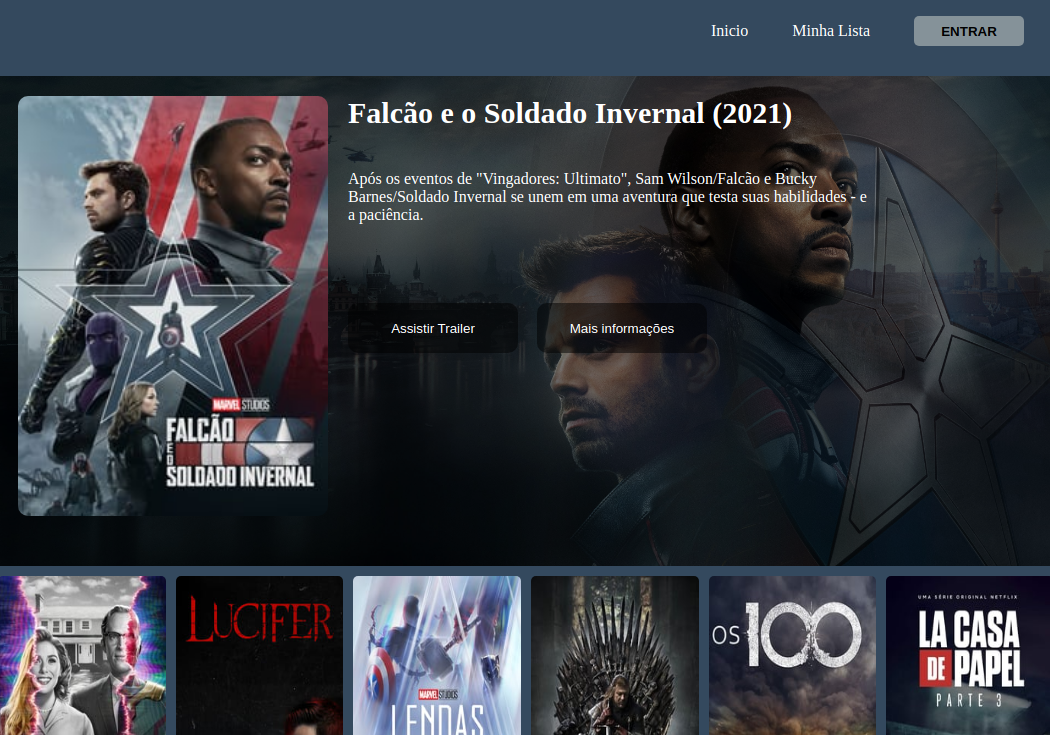 Inicio
Minha Lista
ENTRAR
Falcão e o Soldado Invernal (2021)
Após os eventos de "Vingadores: Ultimato", Sam Wilson/Falcão e Bucky
Barnes/Soldado Invernal se unem em uma aventura que testa suas habilidades - e
a paciência.
Assistir Trailer
Mais informações
MARVEL STUDIOS
FALCÃO
E O
SOLDADO INVERNAL
LUCIFER
MARVEL STUDIOS
LENDAS
OS 100
UMA SÉRIE ORIGINAL NETFLIX
LA CASA
DE PAPEL
PARTE 3